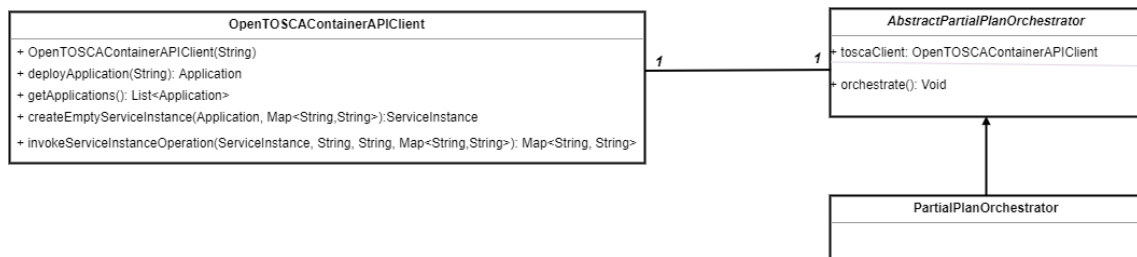 OpenTOSCAContainerAPIClient
+ OpenTOSCAContainerAPIClient(String)
+ deployApplication(String): Application
+ getApplications(): List<Application>
+ createEmptyServiceInstance(Application, Map<String,String>):ServiceInstance
+ invokeServiceInstanceOperation(ServiceInstance, String, String, Map<String,String>): Map<String, String>
1
1
AbstractPartialPlanOrchestrator
+ toscaClient: OpenTOSCAContainerAPIClient
+ orchestrate(): Void
PartialPlanOrchestrator